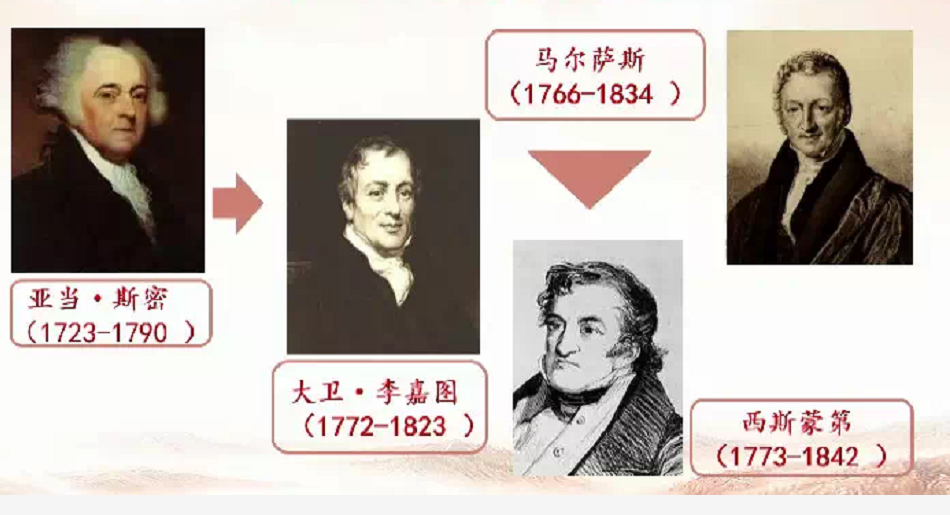 亚当·斯密
（1723-1790 ）
大卫·李嘉图
（1772-1823 ）
马尔萨斯
（1766-1834 ）
西斯蒙第
（1773-1842 ）